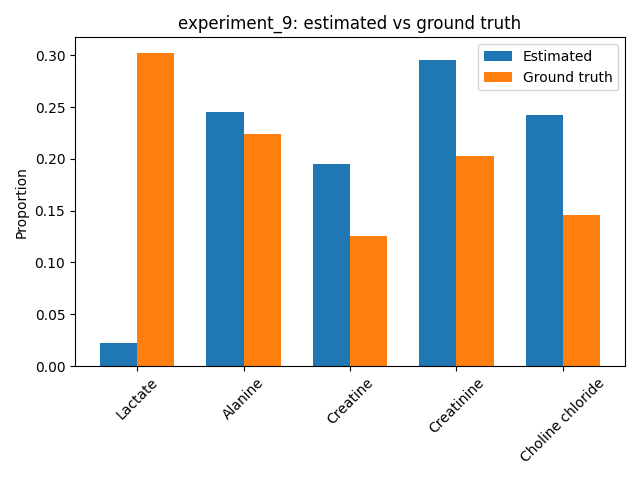 experiment_9: estimated vs ground truth
Estimated
Ground truth
Proportion
0.30
0.25
0.20
0.15
0.10
0.05
0.00
Lactate
Alanine
Creatine
Creatinine
Choline chloride